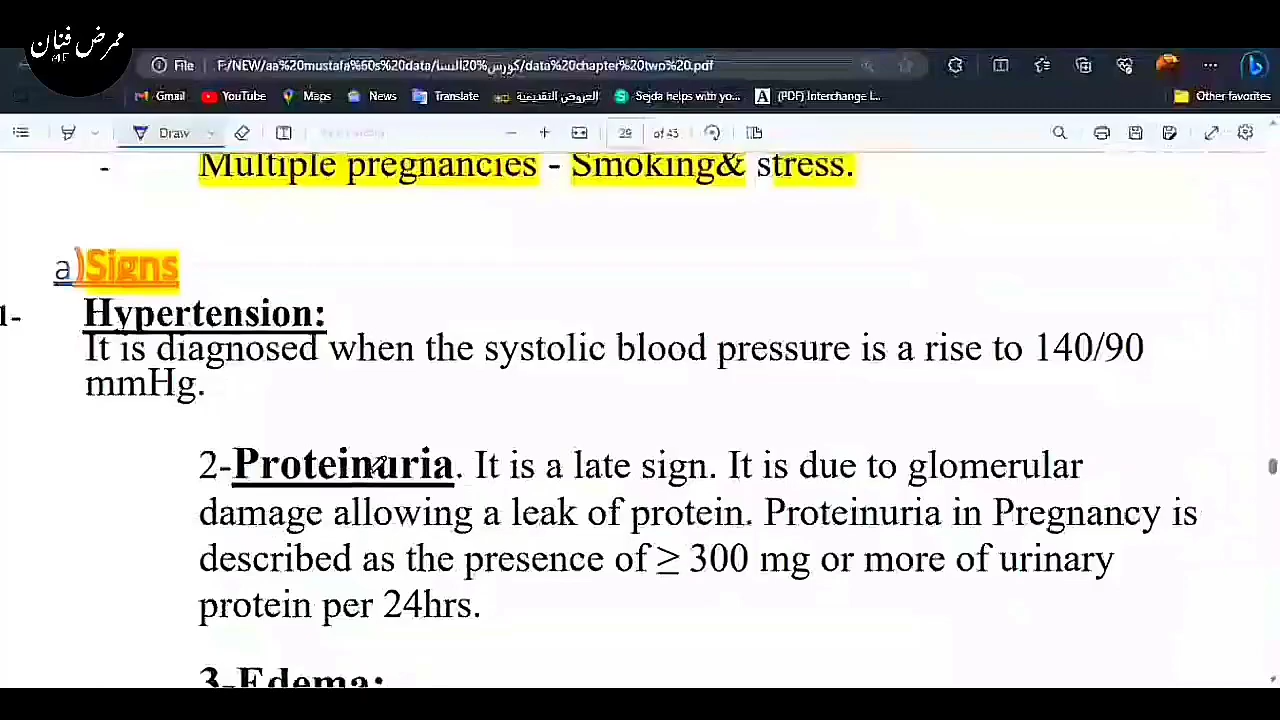 ممرض فنان
File F:/NEW/aa%20mustafa%60s%20data/كورس%20النسا/data%20chapter%20two%20.pdf
Gmail YouTube Maps News Translate العروض التقديمية Sejda helps with yo... (PDF) Interchange L... Other favorites
Draw 29 of 43
- Multiple pregnancies - Smoking& stress.
a)Signs
1- Hypertension:
It is diagnosed when the systolic blood pressure is a rise to 140/90
mmHg.
2-Proteinuria. It is a late sign. It is due to glomerular
damage allowing a leak of protein. Proteinuria in Pregnancy is
described as the presence of ≥ 300 mg or more of urinary
protein per 24hrs.
3-Edema: